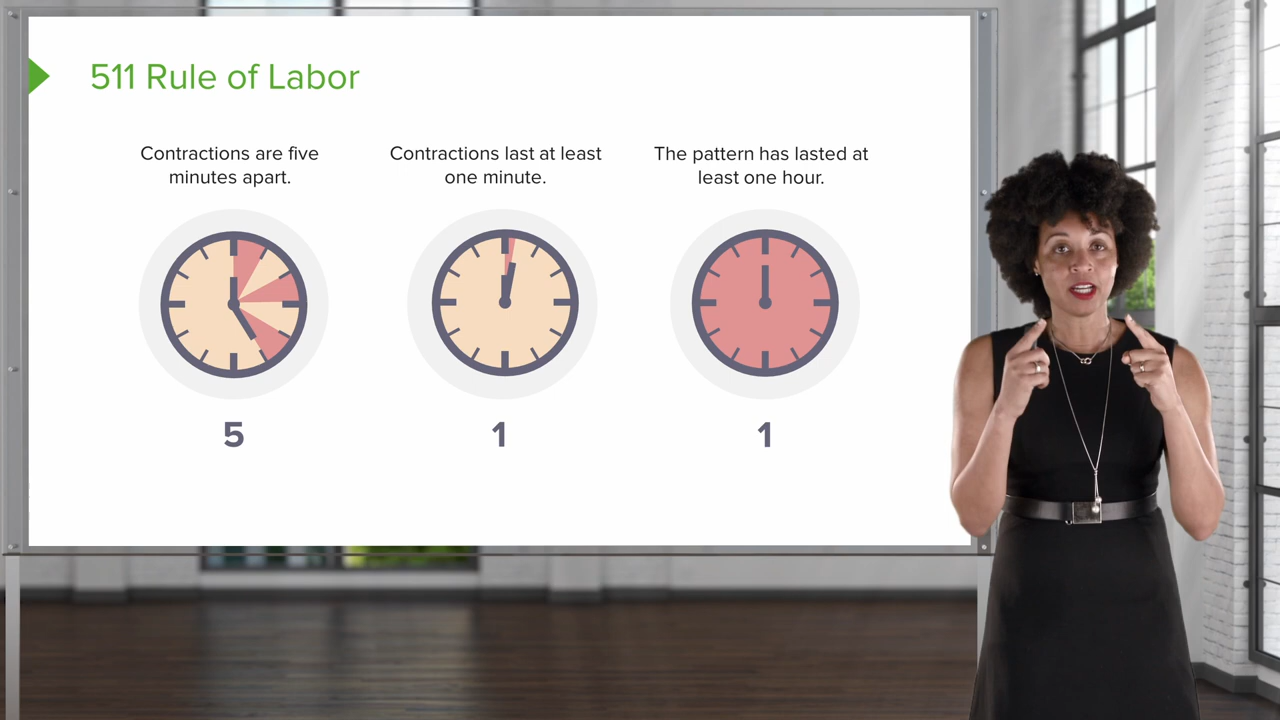 511 Rule of Labor
Contractions are five
minutes apart.
Contractions last at least
one minute.
The pattern has lasted at
least one hour.
5
1
1